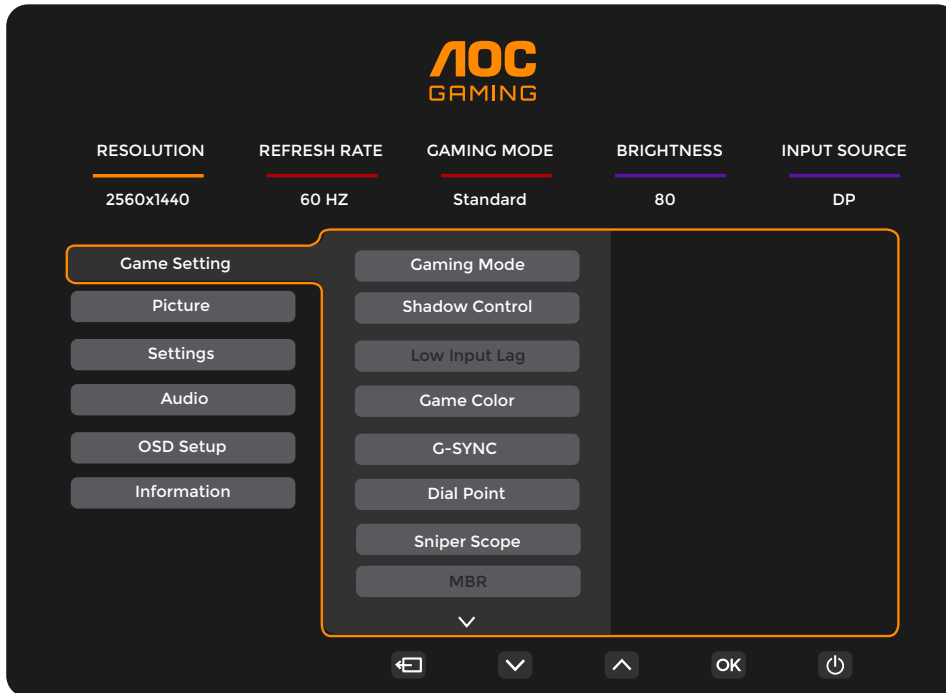 AOC
GAMING
RESOLUTION REFRESH RATE GAMING MODE BRIGHTNESS INPUT SOURCE
2560x1440 60 HZ Standard 80 DP
Game Setting
Picture
Settings
Audio
OSD Setup
Information
Gaming Mode
Shadow Control
Low Input Lag
Game Color
G-SYNC
Dial Point
Sniper Scope
MBR
OK